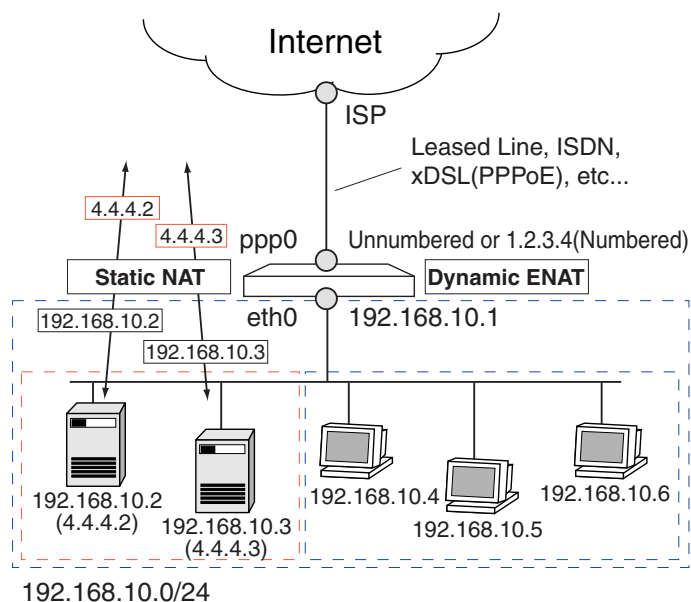 Internet
ISP
Leased Line, ISDN,
xDSL(PPPoE), etc...
4.4.4.2
4.4.4.3
ppp0
Unnumbered or 1.2.3.4(Numbered)
Static NAT
Dynamic ENAT
192.168.10.2
eth0
192.168.10.1
192.168.10.3
192.168.10.2
(4.4.4.2)
192.168.10.3
(4.4.4.3)
192.168.10.4
192.168.10.5
192.168.10.6
192.168.10.0/24